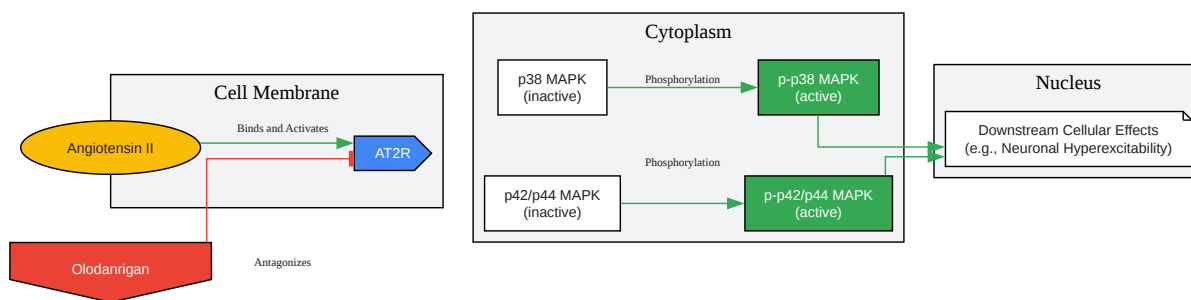 Cell Membrane
Angiotensin II
Binds and Activates
AT2R
Olodanrigan
Antagonizes
Cytoplasm
p38 MAPK
(inactive)
Phosphorylation
p-p38 MAPK
(active)
p42/p44 MAPK
(inactive)
Phosphorylation
p-p42/p44 MAPK
(active)
Nucleus
Downstream Cellular Effects
(e.g., Neuronal Hyperexcitability)